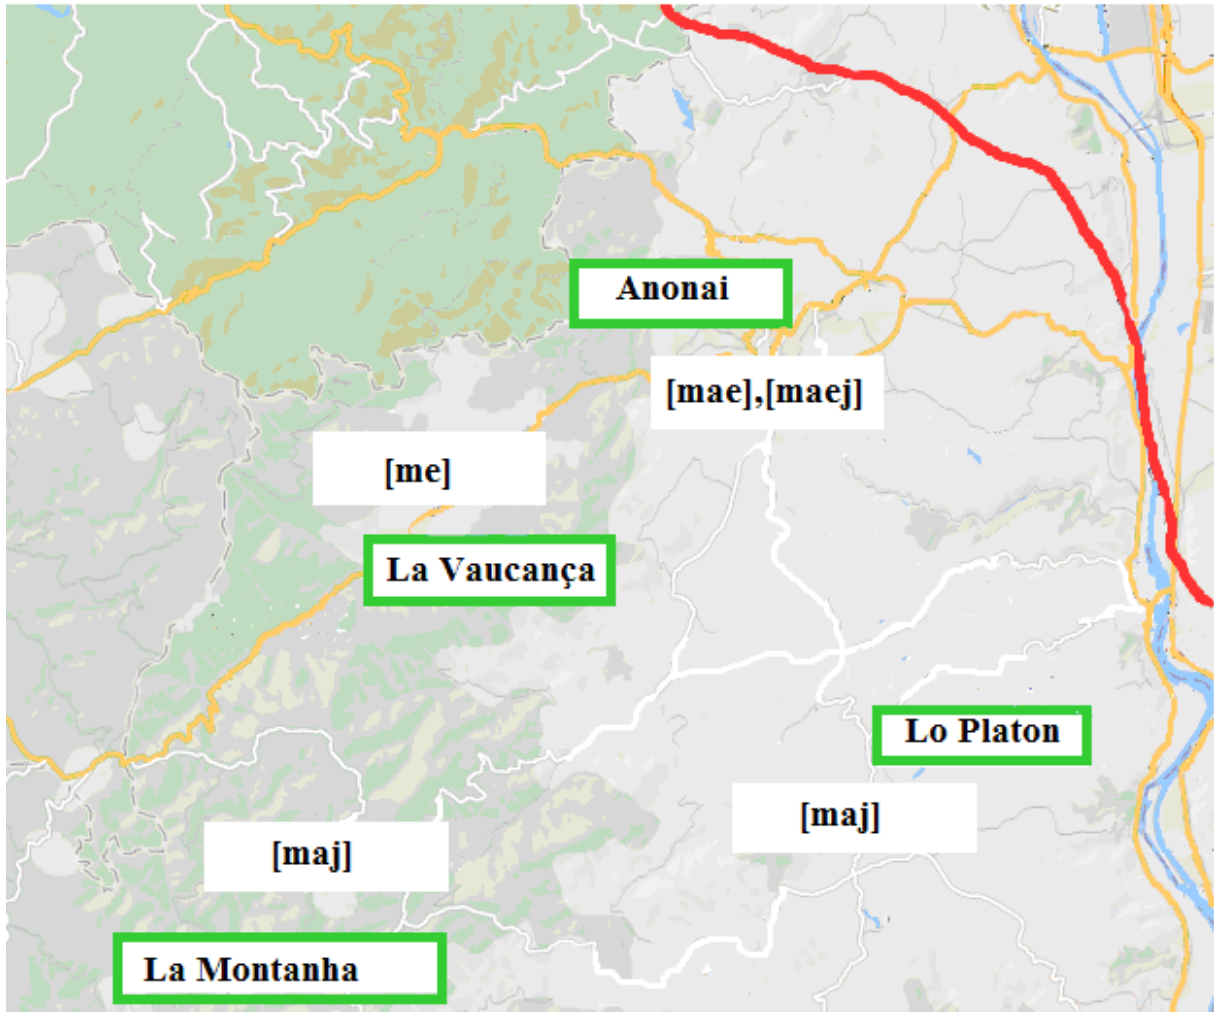 Anonai
[mae],[maej]
[me]
La Vaucança
Lo Platon
[maj]
[maj]
La Montanha